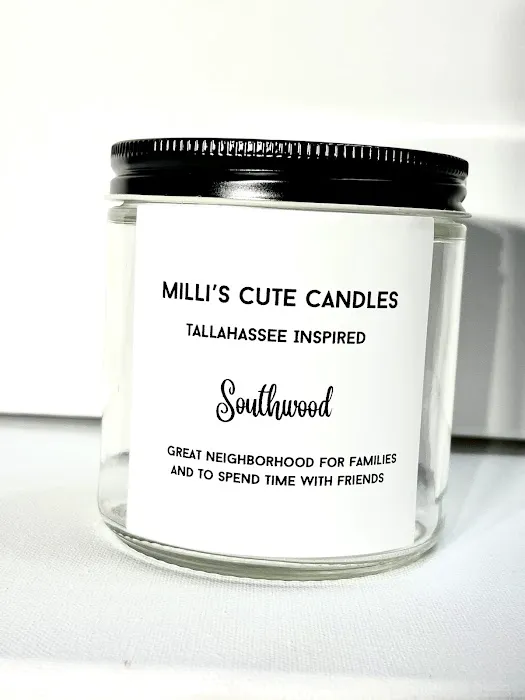 MILLI'S CUTE CANDLES
TALLAHASSEE INSPIRED
Southwood
GREAT NEIGHBORHOOD FOR FAMILIES
AND TO SPEND TIME WITH FRIENDS